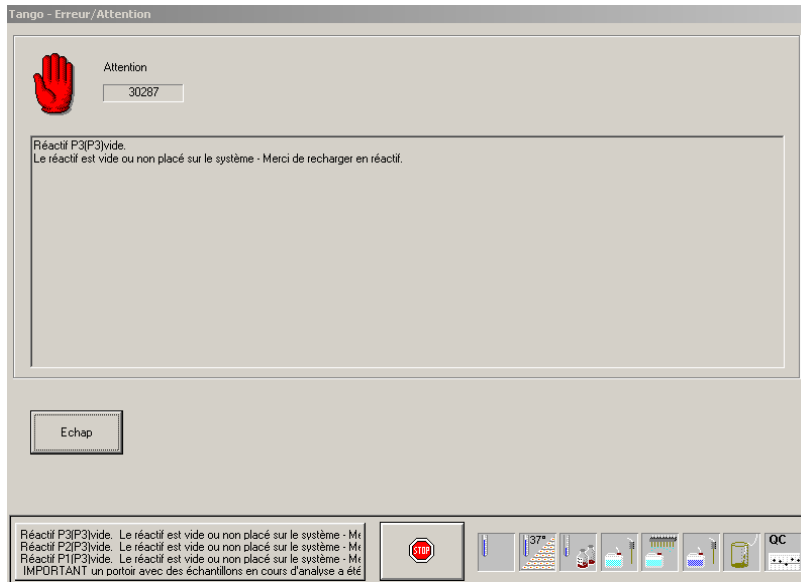 Tango - Erreur/Attention
Attention
30287
Réactif P3(P3)vide.
Le réactif est vide ou non placé sur le système - Merci de recharger en réactif.
Echap
Réactif P3(P3)vide. Le réactif est vide ou non placé sur le système - Me
Réactif P2(P3)vide. Le réactif est vide ou non placé sur le système - Me
Réactif P1(P3)vide. Le réactif est vide ou non placé sur le système - Me
IMPORTANT un portoir avec des échantillons en cours d'analyse a été
STOP
37°
QC